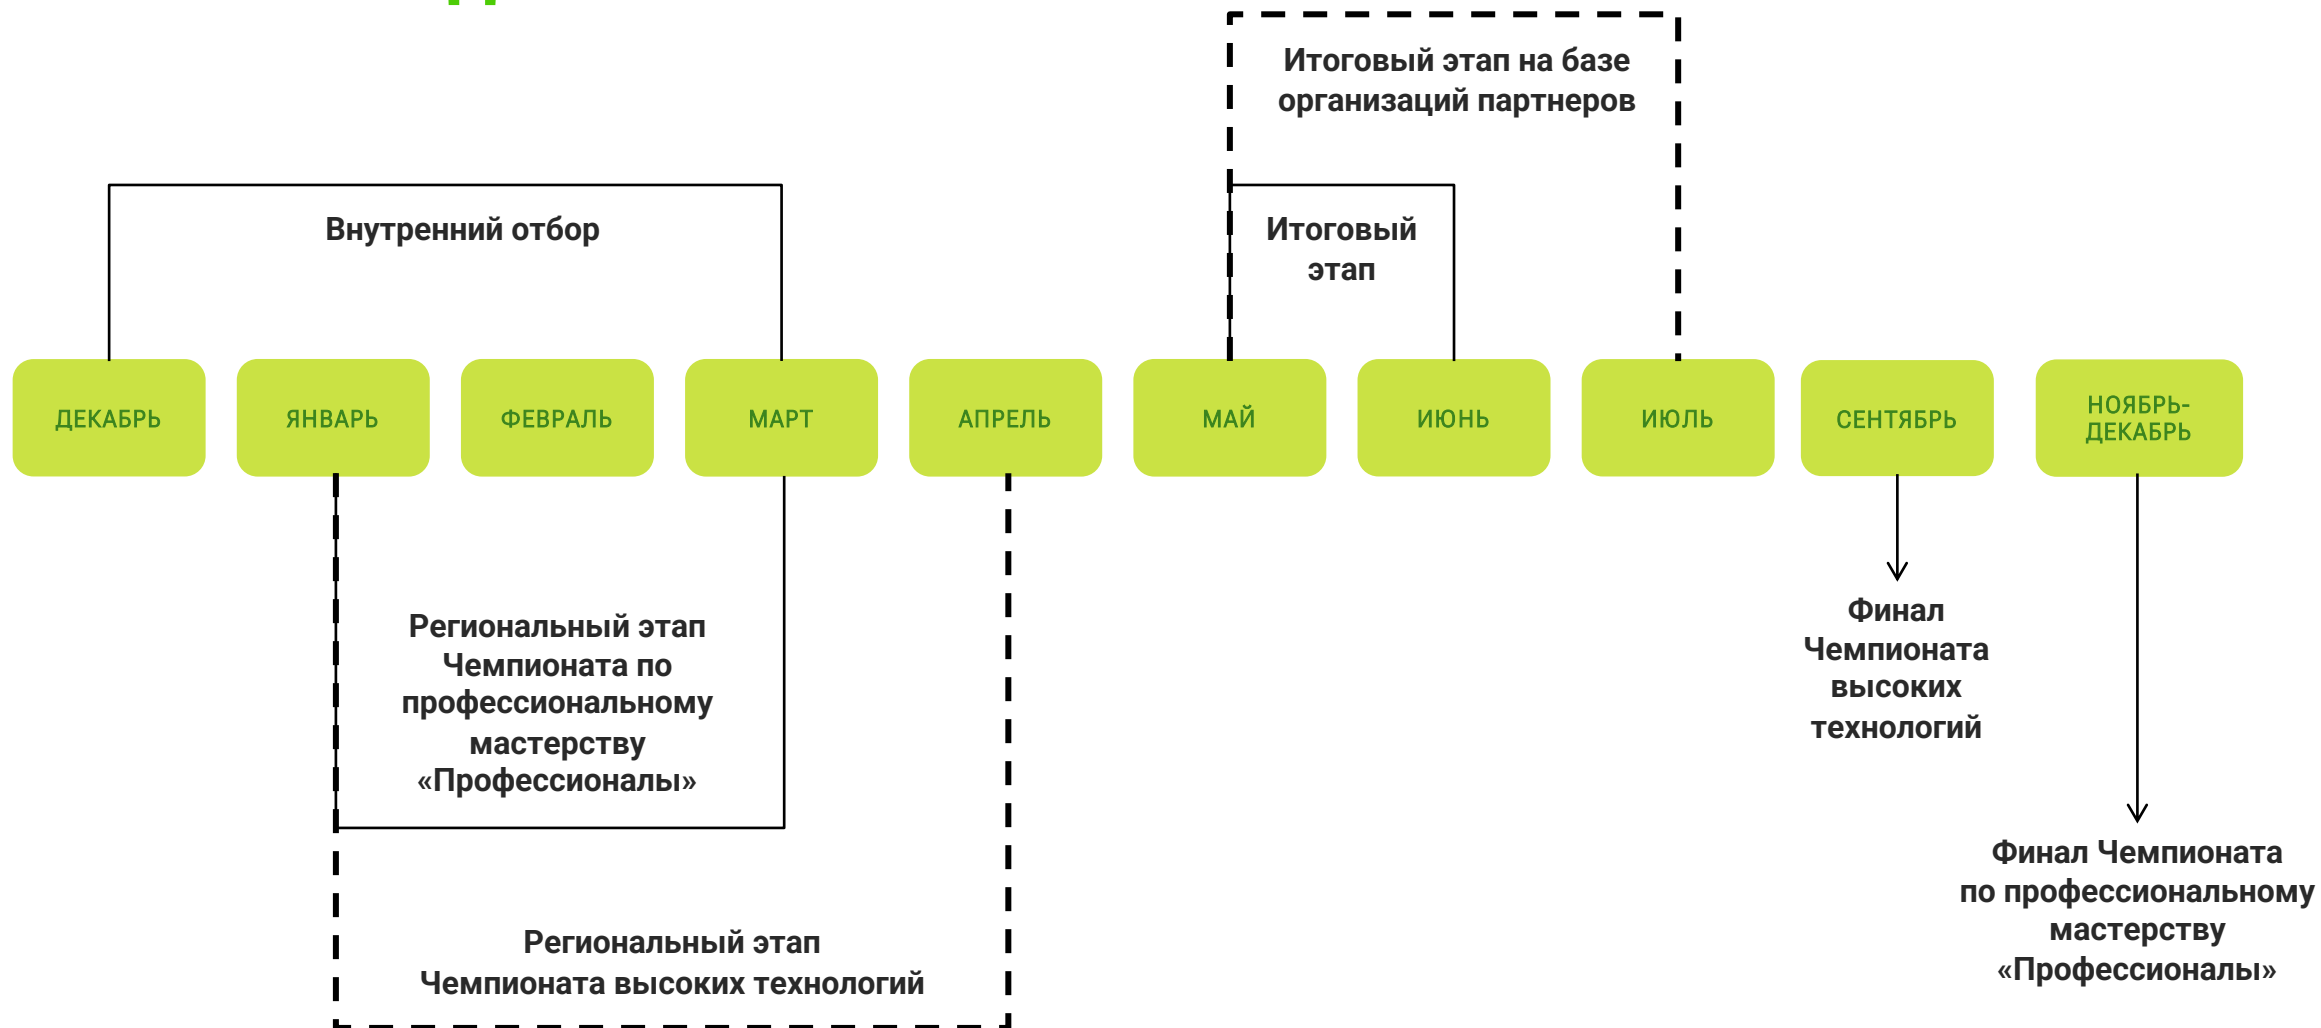 Итоговый этап на базе
организаций партнеров
Внутренний отбор
Итоговый
этап
ДЕКАБРЬ
ЯНВАРЬ
ФЕВРАЛЬ
МАРТ
АПРЕЛЬ
МАЙ
ИЮНЬ
ИЮЛЬ
СЕНТЯБРЬ
НОЯБРЬ-
ДЕКАБРЬ
Региональный этап
Чемпионата по
профессиональному
мастерству
«Профессионалы»
Финал
Чемпионата
высоких
технологий
Региональный этап
Чемпионата высоких технологий
Финал Чемпионата
по профессиональному
мастерству
«Профессионалы»